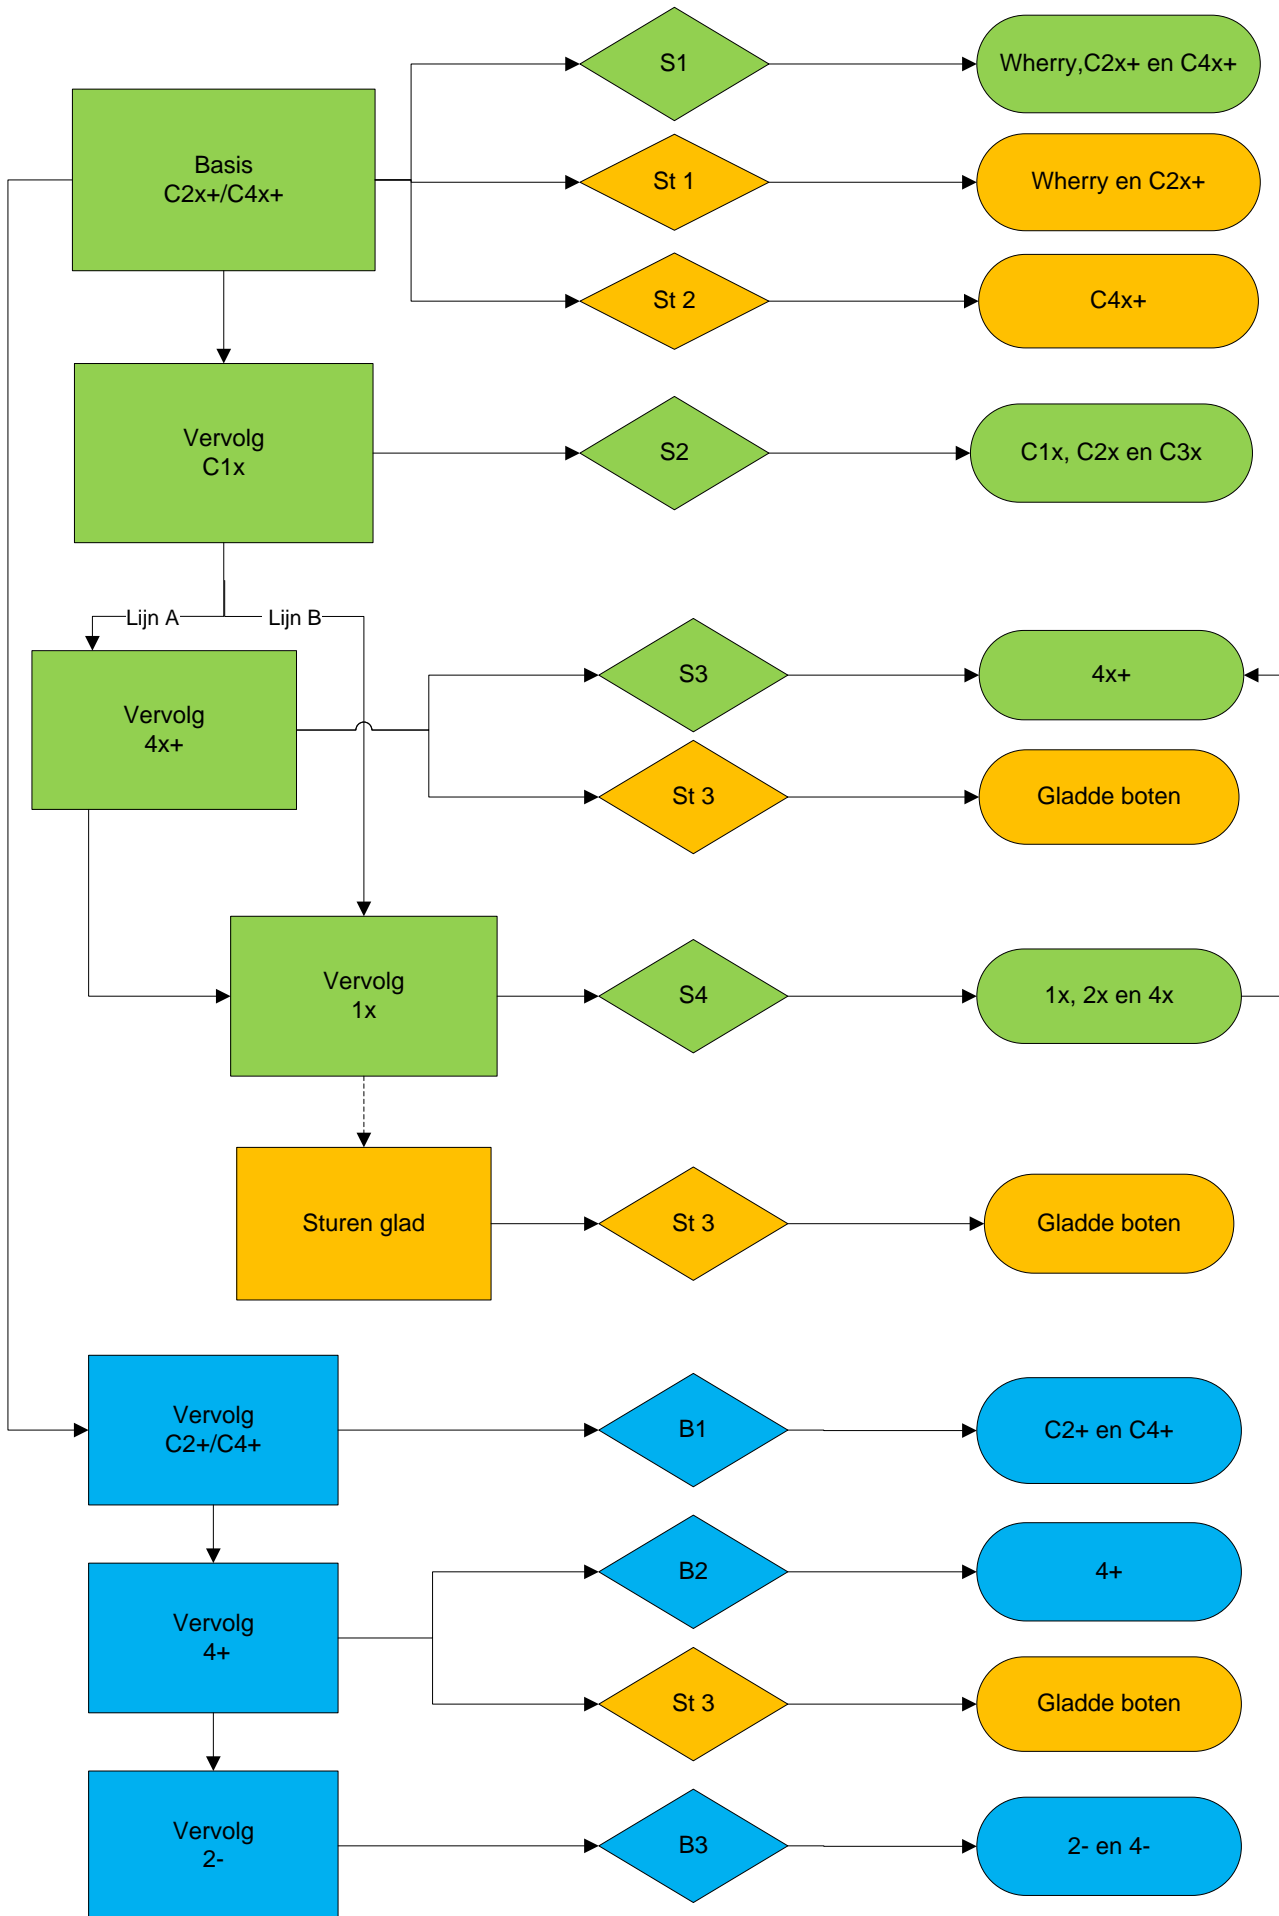 S1
Wherry,C2x+ en C4x+
Basis
C2x+/C4x+
St 1
Wherry en C2x+
St 2
C4x+
Vervolg
C1x
S2
C1x, C2x en C3x
Lijn A
Lijn B
Vervolg
4x+
S3
4x+
St 3
Gladde boten
Vervolg
1x
S4
1x, 2x en 4x
Sturen glad
St 3
Gladde boten
Vervolg
C2+/C4+
B1
C2+ en C4+
Vervolg
4+
B2
4+
St 3
Gladde boten
Vervolg
2-
B3
2- en 4-